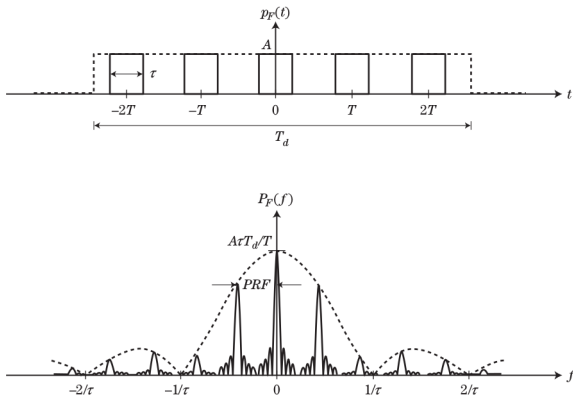 p_F(t)
A
τ
t
–2T –T 0 T 2T
T_d
P_F(f)
AτT_d/T
PRF
f
–2/τ –1/τ 0 1/τ 2/τ